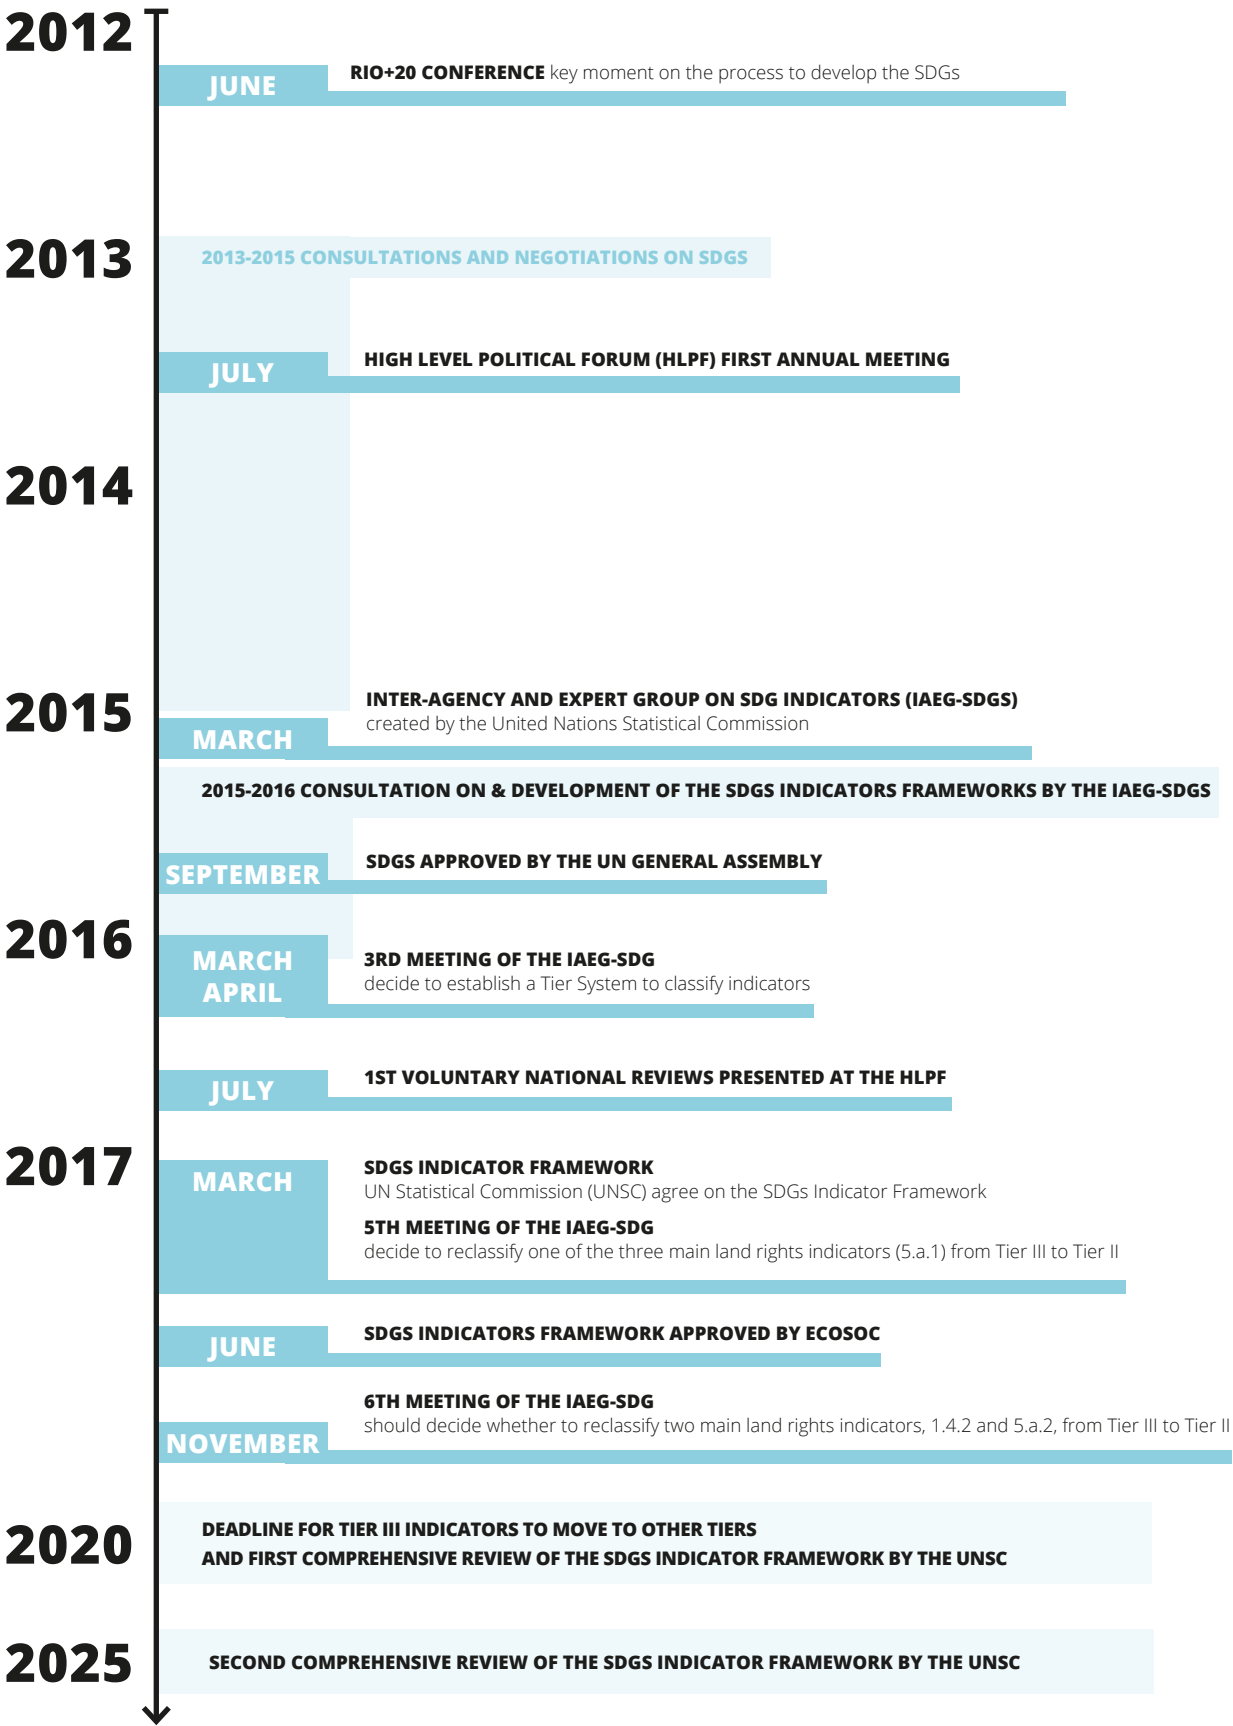 2012
JUNE
RIO+20 CONFERENCE key moment on the process to develop the SDGs
2013
2013-2015 CONSULTATIONS AND NEGOTIATIONS ON SDGS
JULY
HIGH LEVEL POLITICAL FORUM (HLPF) FIRST ANNUAL MEETING
2014
2015
MARCH
INTER-AGENCY AND EXPERT GROUP ON SDG INDICATORS (IAEG-SDGS)
created by the United Nations Statistical Commission
2015-2016 CONSULTATION ON & DEVELOPMENT OF THE SDGS INDICATORS FRAMEWORKS BY THE IAEG-SDGS
SEPTEMBER
SDGS APPROVED BY THE UN GENERAL ASSEMBLY
2016
MARCH
APRIL
3RD MEETING OF THE IAEG-SDG
decide to establish a Tier System to classify indicators
JULY
1ST VOLUNTARY NATIONAL REVIEWS PRESENTED AT THE HLPF
2017
MARCH
SDGS INDICATOR FRAMEWORK
UN Statistical Commission (UNSC) agree on the SDGs Indicator Framework
5TH MEETING OF THE IAEG-SDG
decide to reclassify one of the three main land rights indicators (5.a.1) from Tier III to Tier II
JUNE
SDGS INDICATORS FRAMEWORK APPROVED BY ECOSOC
NOVEMBER
6TH MEETING OF THE IAEG-SDG
should decide whether to reclassify two main land rights indicators, 1.4.2 and 5.a.2, from Tier III to Tier II
2020
DEADLINE FOR TIER III INDICATORS TO MOVE TO OTHER TIERS
AND FIRST COMPREHENSIVE REVIEW OF THE SDGS INDICATOR FRAMEWORK BY THE UNSC
2025
SECOND COMPREHENSIVE REVIEW OF THE SDGS INDICATOR FRAMEWORK BY THE UNSC